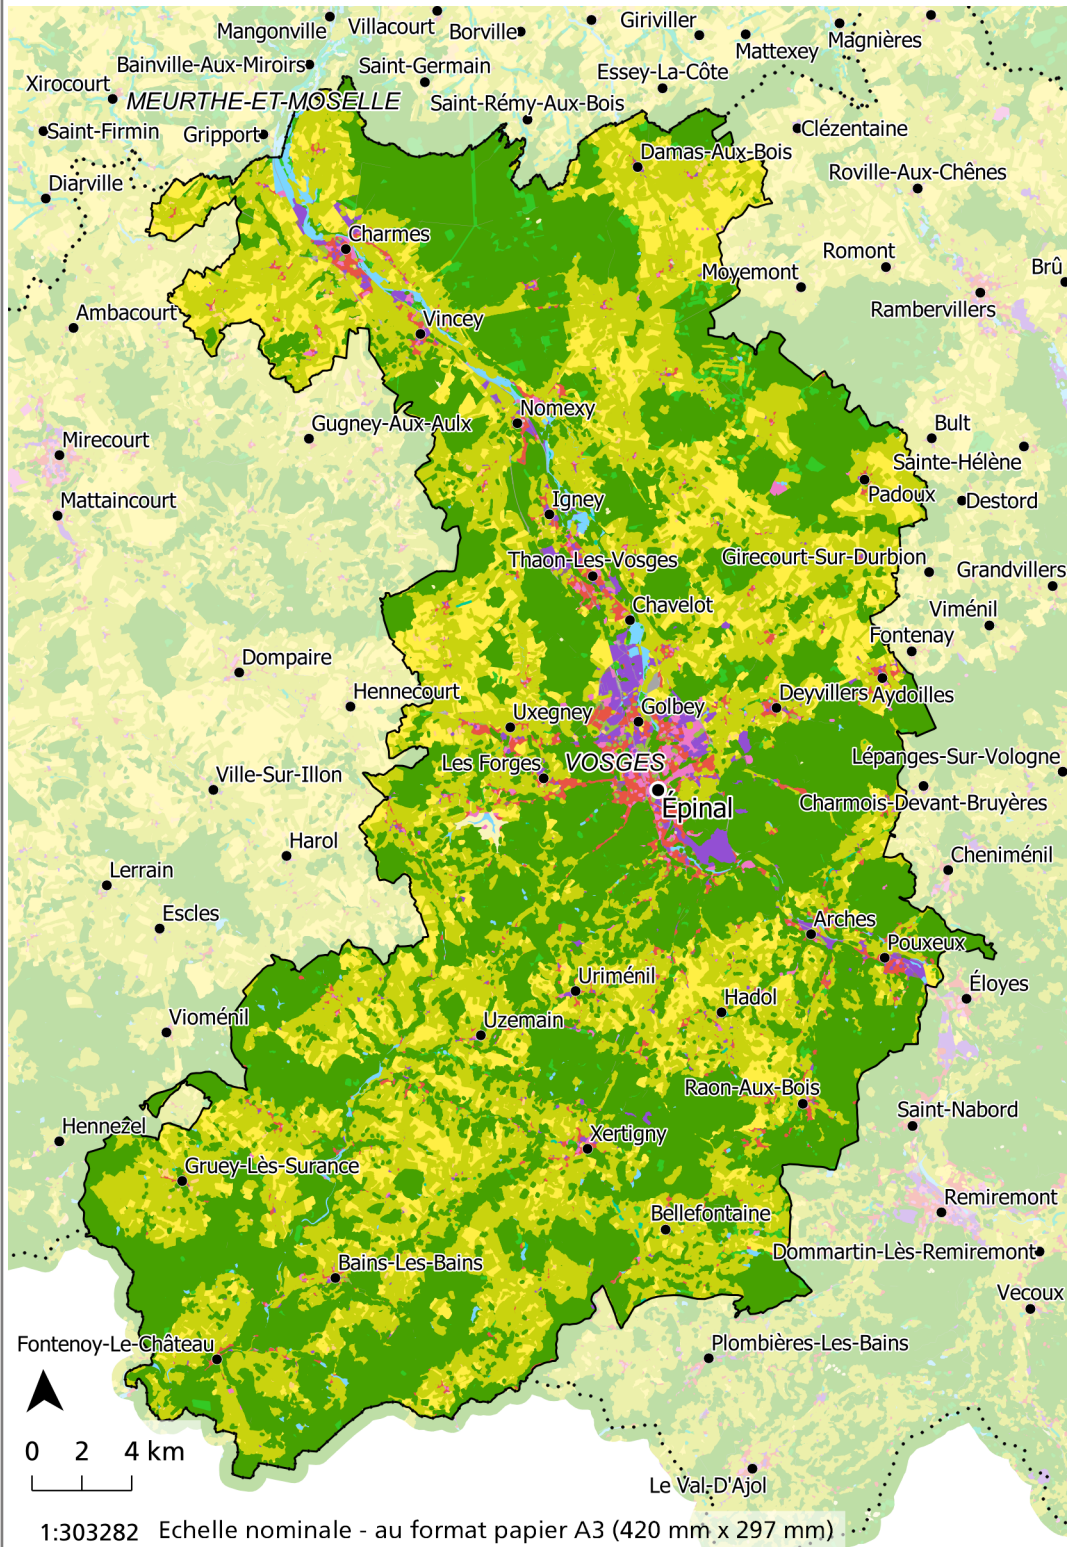 Mangonville
Villacourt
Borville
Giriviller
Mattexey
Magnières
Bainville-Aux-Miroirs
Saint-Germain
Essey-La-Côte
Xirocourt
MEURTHE-ET-MOSELLE
Saint-Rémy-Aux-Bois
Saint-Firmin
Gripport
Clézentaine
Damas-Aux-Bois
Diarville
Roville-Aux-Chênes
Charmes
Romont
Brû
Moyemont
Rambervillers
Ambacourt
Vincey
Nomexy
Gugney-Aux-Aulx
Bult
Mirecourt
Sainte-Hélène
Padoux
Destord
Mattaincourt
Igney
Thaon-Les-Vosges
Girecourt-Sur-Durbion
Grandvillers
Chavelot
Viménil
Fontenay
Dompaire
Hennecourt
Deyvillers
Aydoilles
Golbey
Uxegney
Les Forges
VOSGES
Lépanges-Sur-Vologne
Ville-Sur-Illon
Épinal
Charmois-Devant-Bruyères
Harol
Cheniménil
Lerrain
Escles
Arches
Pouxeux
Uriménil
Éloyes
Hadol
Vioménil
Uzemain
Raon-Aux-Bois
Saint-Nabord
Hennezel
Xertigny
Gruey-Lès-Surance
Remiremont
Bellefontaine
Dommartin-Lès-Remiremont
Bains-Les-Bains
Vecoux
Fontenoy-Le-Château
Plombières-Les-Bains
0 2 4 km
Le Val-D'Ajol
1:303282 Echelle nominale - au format papier A3 (420 mm x 297 mm)